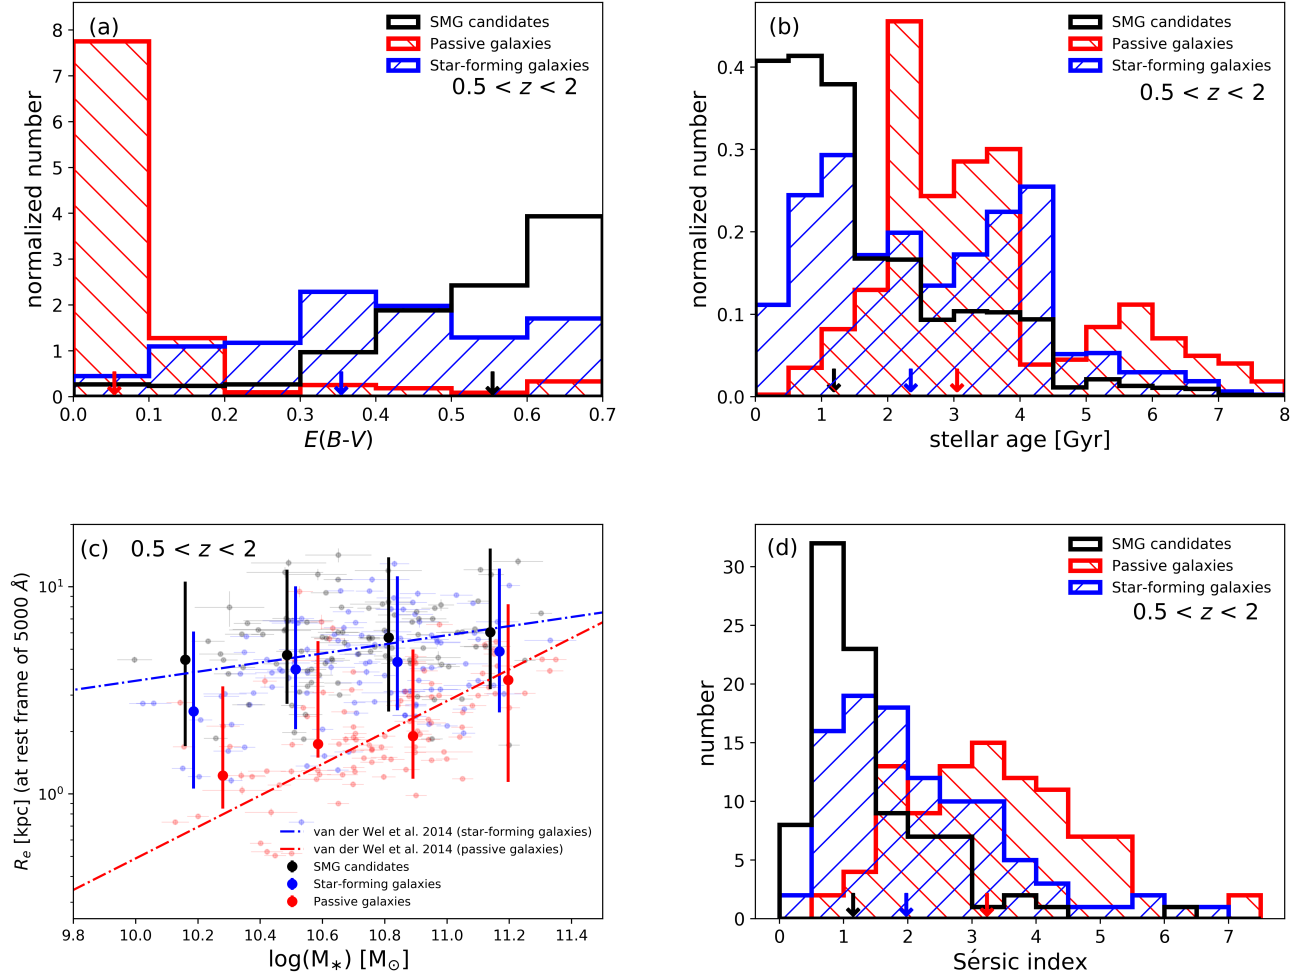 (a)
SMG candidates
Passive galaxies
Star-forming galaxies
0.5 < z < 2
normalized number
8
7
6
5
4
3
2
1
0
0.0 0.1 0.2 0.3 0.4 0.5 0.6 0.7
E(B-V)
(b)
SMG candidates
Passive galaxies
Star-forming galaxies
0.5 < z < 2
normalized number
0.4
0.3
0.2
0.1
0.0
0 1 2 3 4 5 6 7 8
stellar age [Gyr]
(c) 0.5 < z < 2
Rₑ [kpc] (at rest frame of 5000 Å)
10¹
10⁰
van der Wel et al. 2014 (star-forming galaxies)
van der Wel et al. 2014 (passive galaxies)
SMG candidates
Star-forming galaxies
Passive galaxies
9.8 10.0 10.2 10.4 10.6 10.8 11.0 11.2 11.4
log(M∗) [M⊙]
(d)
SMG candidates
Passive galaxies
Star-forming galaxies
0.5 < z < 2
number
30
25
20
15
10
5
0
0 1 2 3 4 5 6 7
Sérsic index